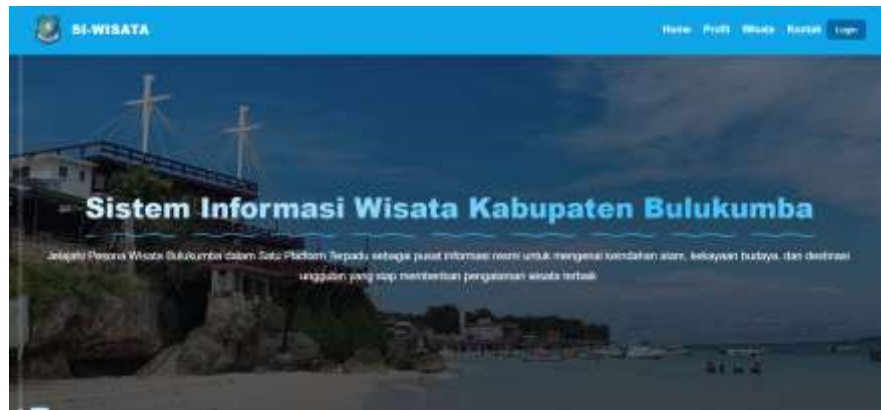 SI-WISATA
Home Profil Wisata Kontak Login
Sistem Informasi Wisata Kabupaten Bulukumba
Jelajahi Pesona Wisata Bulukumba dalam Satu Platform Terpadu sebagai pusat informasi resmi untuk mengenal keindahan alam, kekayaan budaya, dan destinasi
unggulan yang siap memberikan pengalaman wisata terbaik